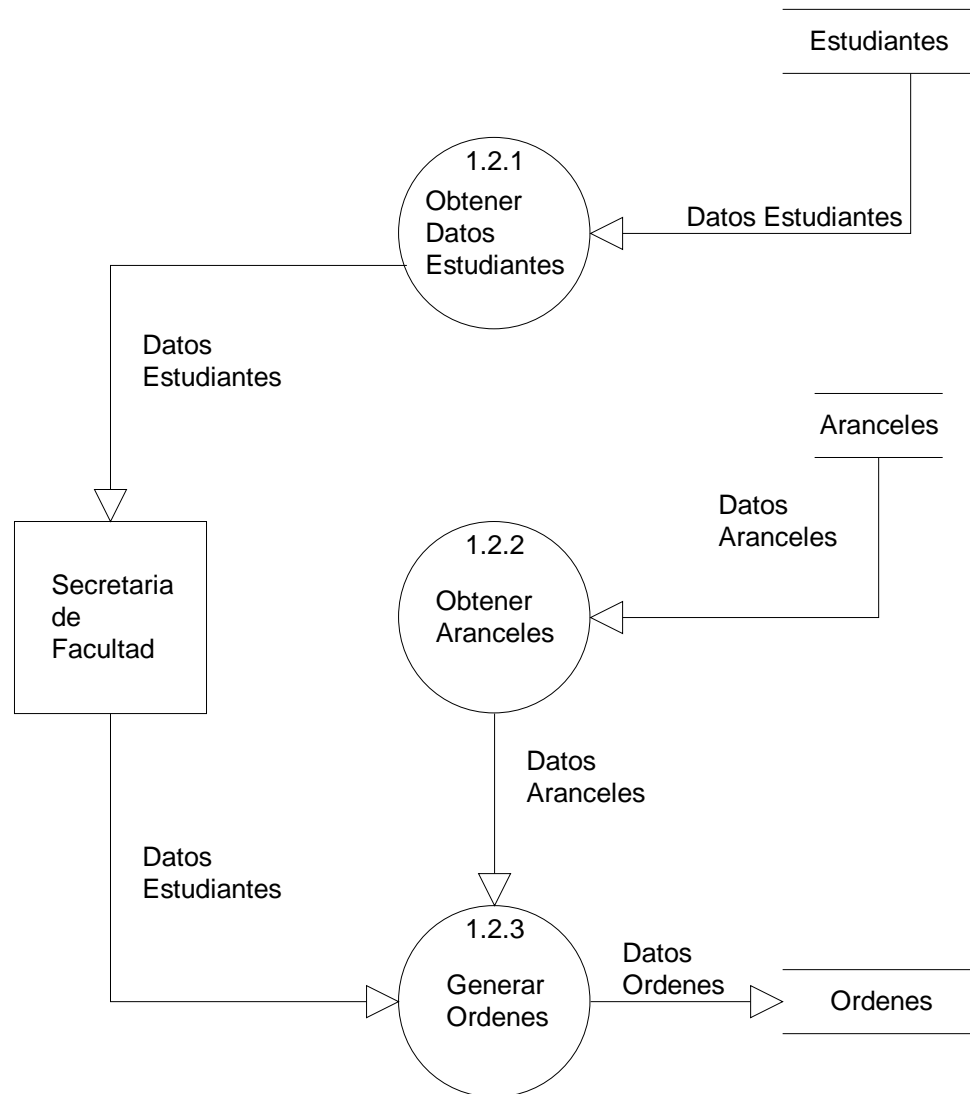 Estudiantes
1.2.1
Obtener
Datos
Estudiantes
Datos Estudiantes
Datos
Estudiantes
Aranceles
Datos
Aranceles
1.2.2
Obtener
Aranceles
Secretaria
de
Facultad
Datos
Aranceles
Datos
Estudiantes
1.2.3
Generar
Ordenes
Datos
Ordenes
Ordenes